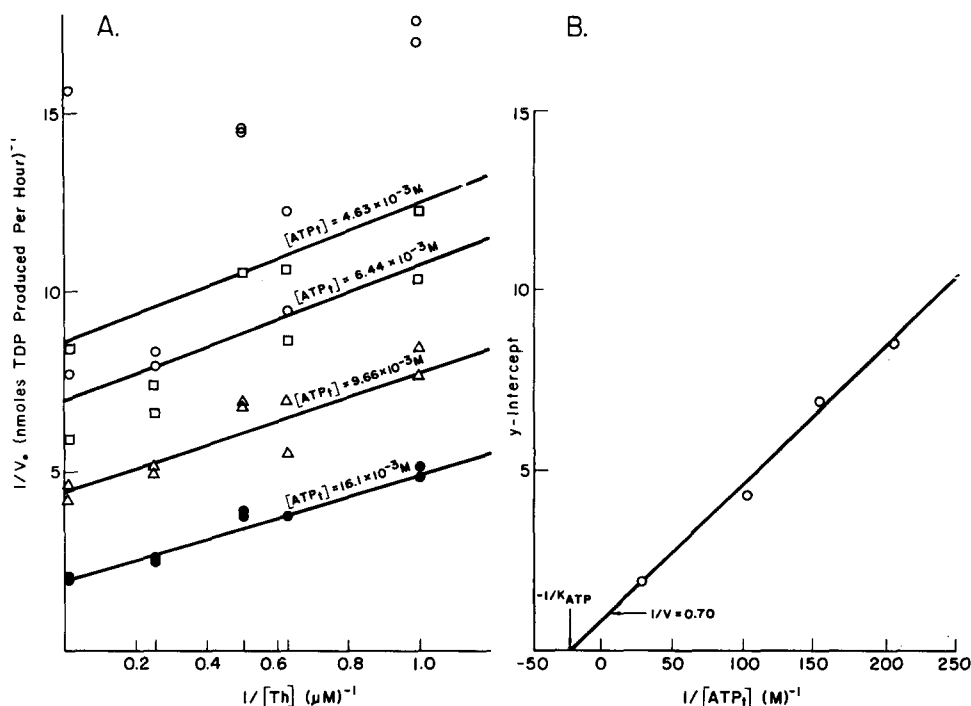 A.
B.
1/V₀ (nmoles TDP Produced Per Hour)⁻¹
15
10
5
[ATPt] = 4.63 x 10⁻³M
[ATPt] = 6.44 x 10⁻³M
[ATPt] = 9.66 x 10⁻³M
[ATPt] = 16.1 x 10⁻³M
0.2 0.4 0.6 0.8 1.0
1/[Th] (μM)⁻¹
y-Intercept
15
10
5
-1/K_ATP
1/V = 0.70
-50 0 50 100 150 200 250
1/[ATPt] (M)⁻¹